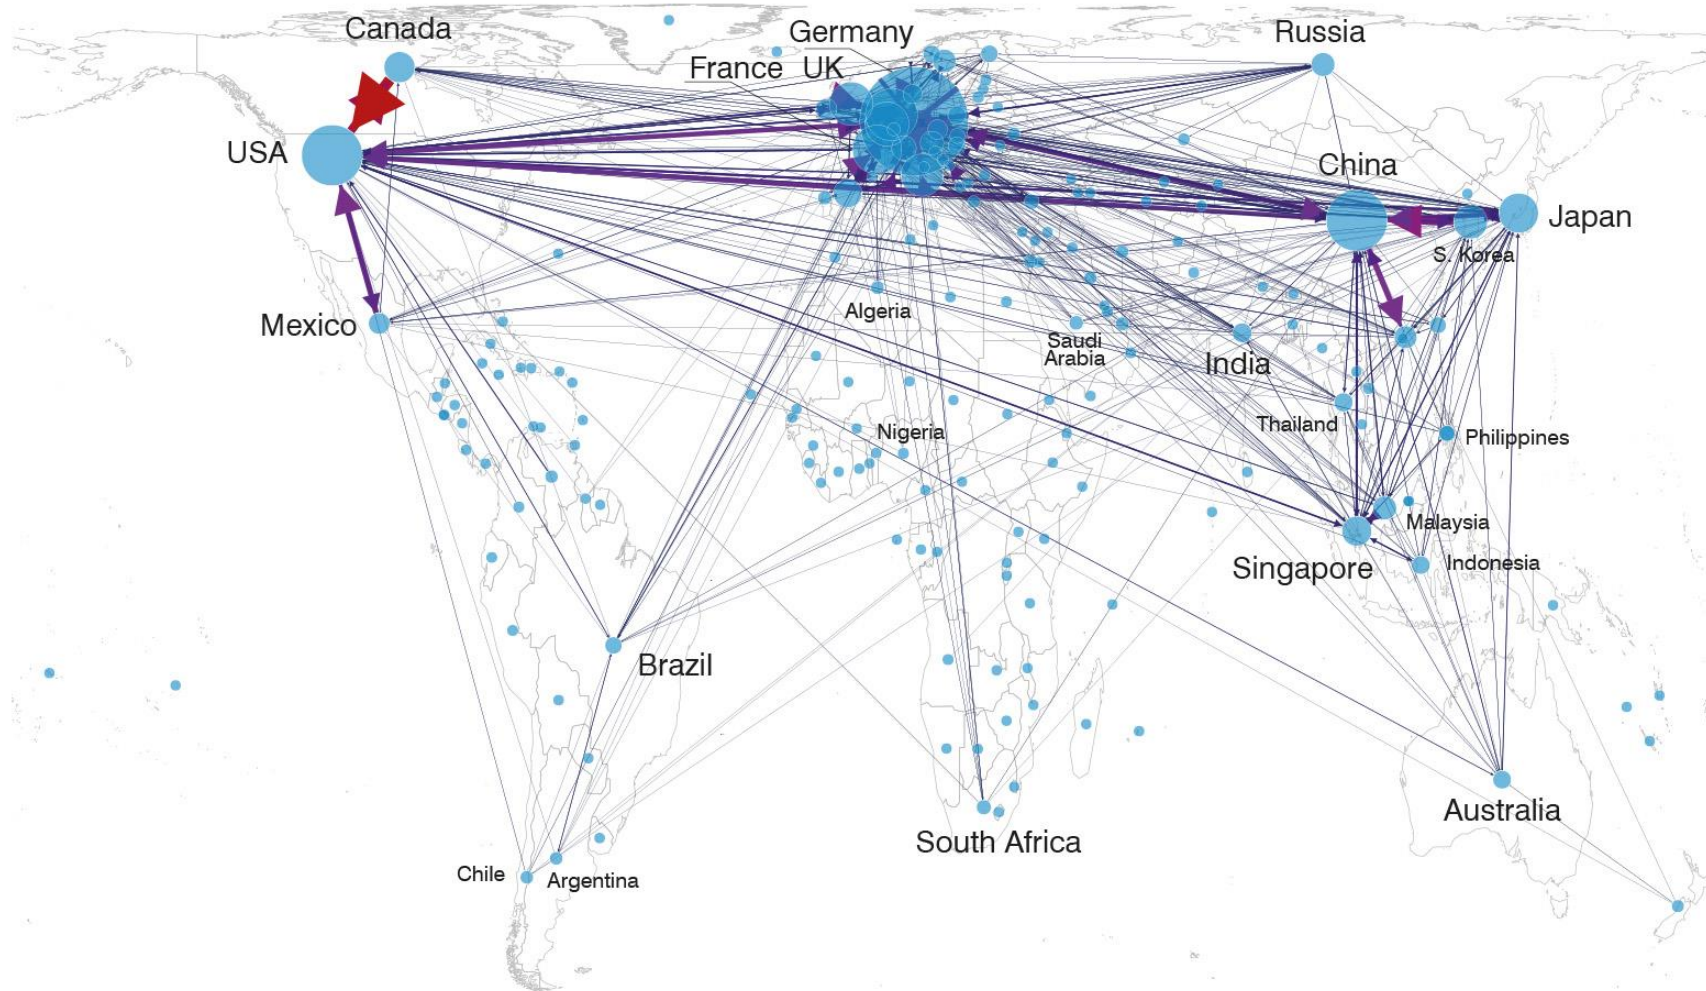 Canada
Germany
France UK
Russia
USA
China
Japan
S. Korea
Mexico
Algeria
Saudi
Arabia
India
Thailand
Nigeria
Philippines
Malaysia
Singapore
Indonesia
Brazil
Australia
South Africa
Chile
Argentina